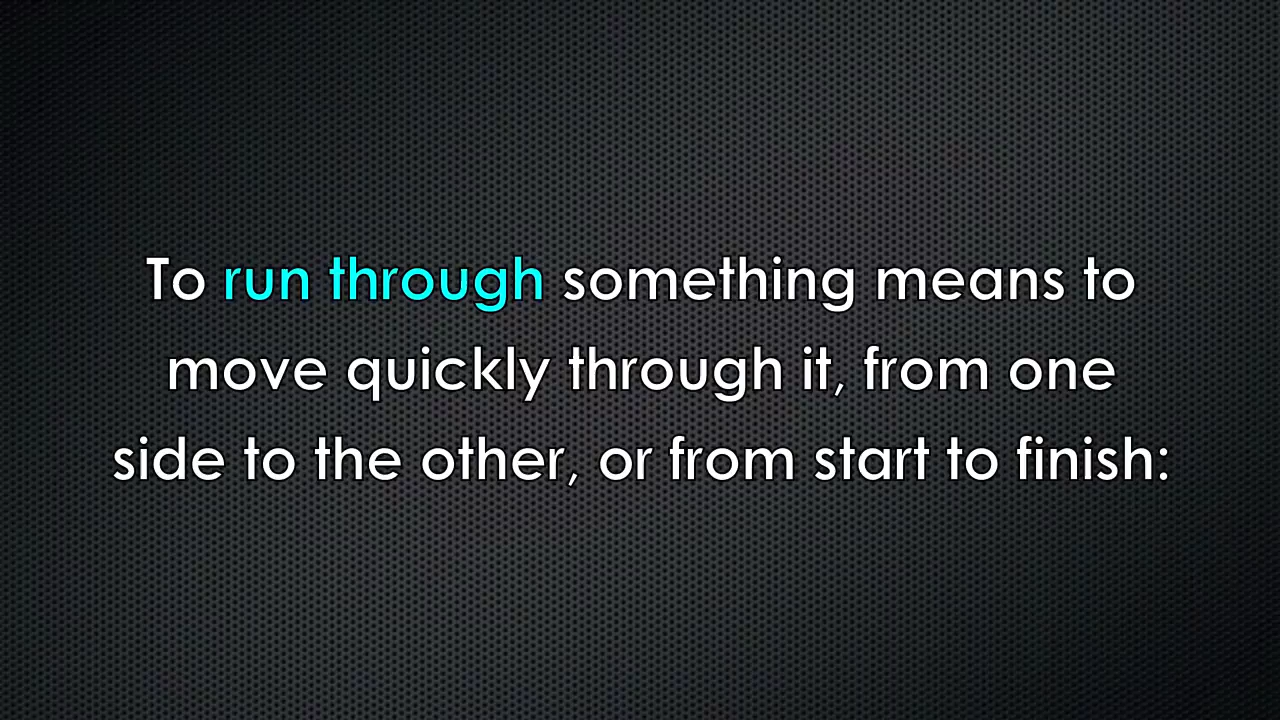 To run through something means to
move quickly through it, from one
side to the other, or from start to finish: